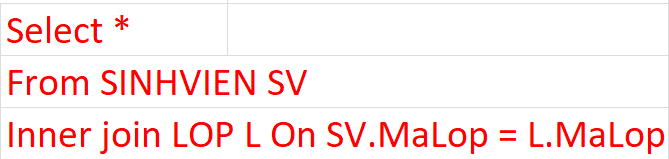 Select *
From SINHVIEN SV
Inner join LOP L On SV.MaLop = L.MaLop